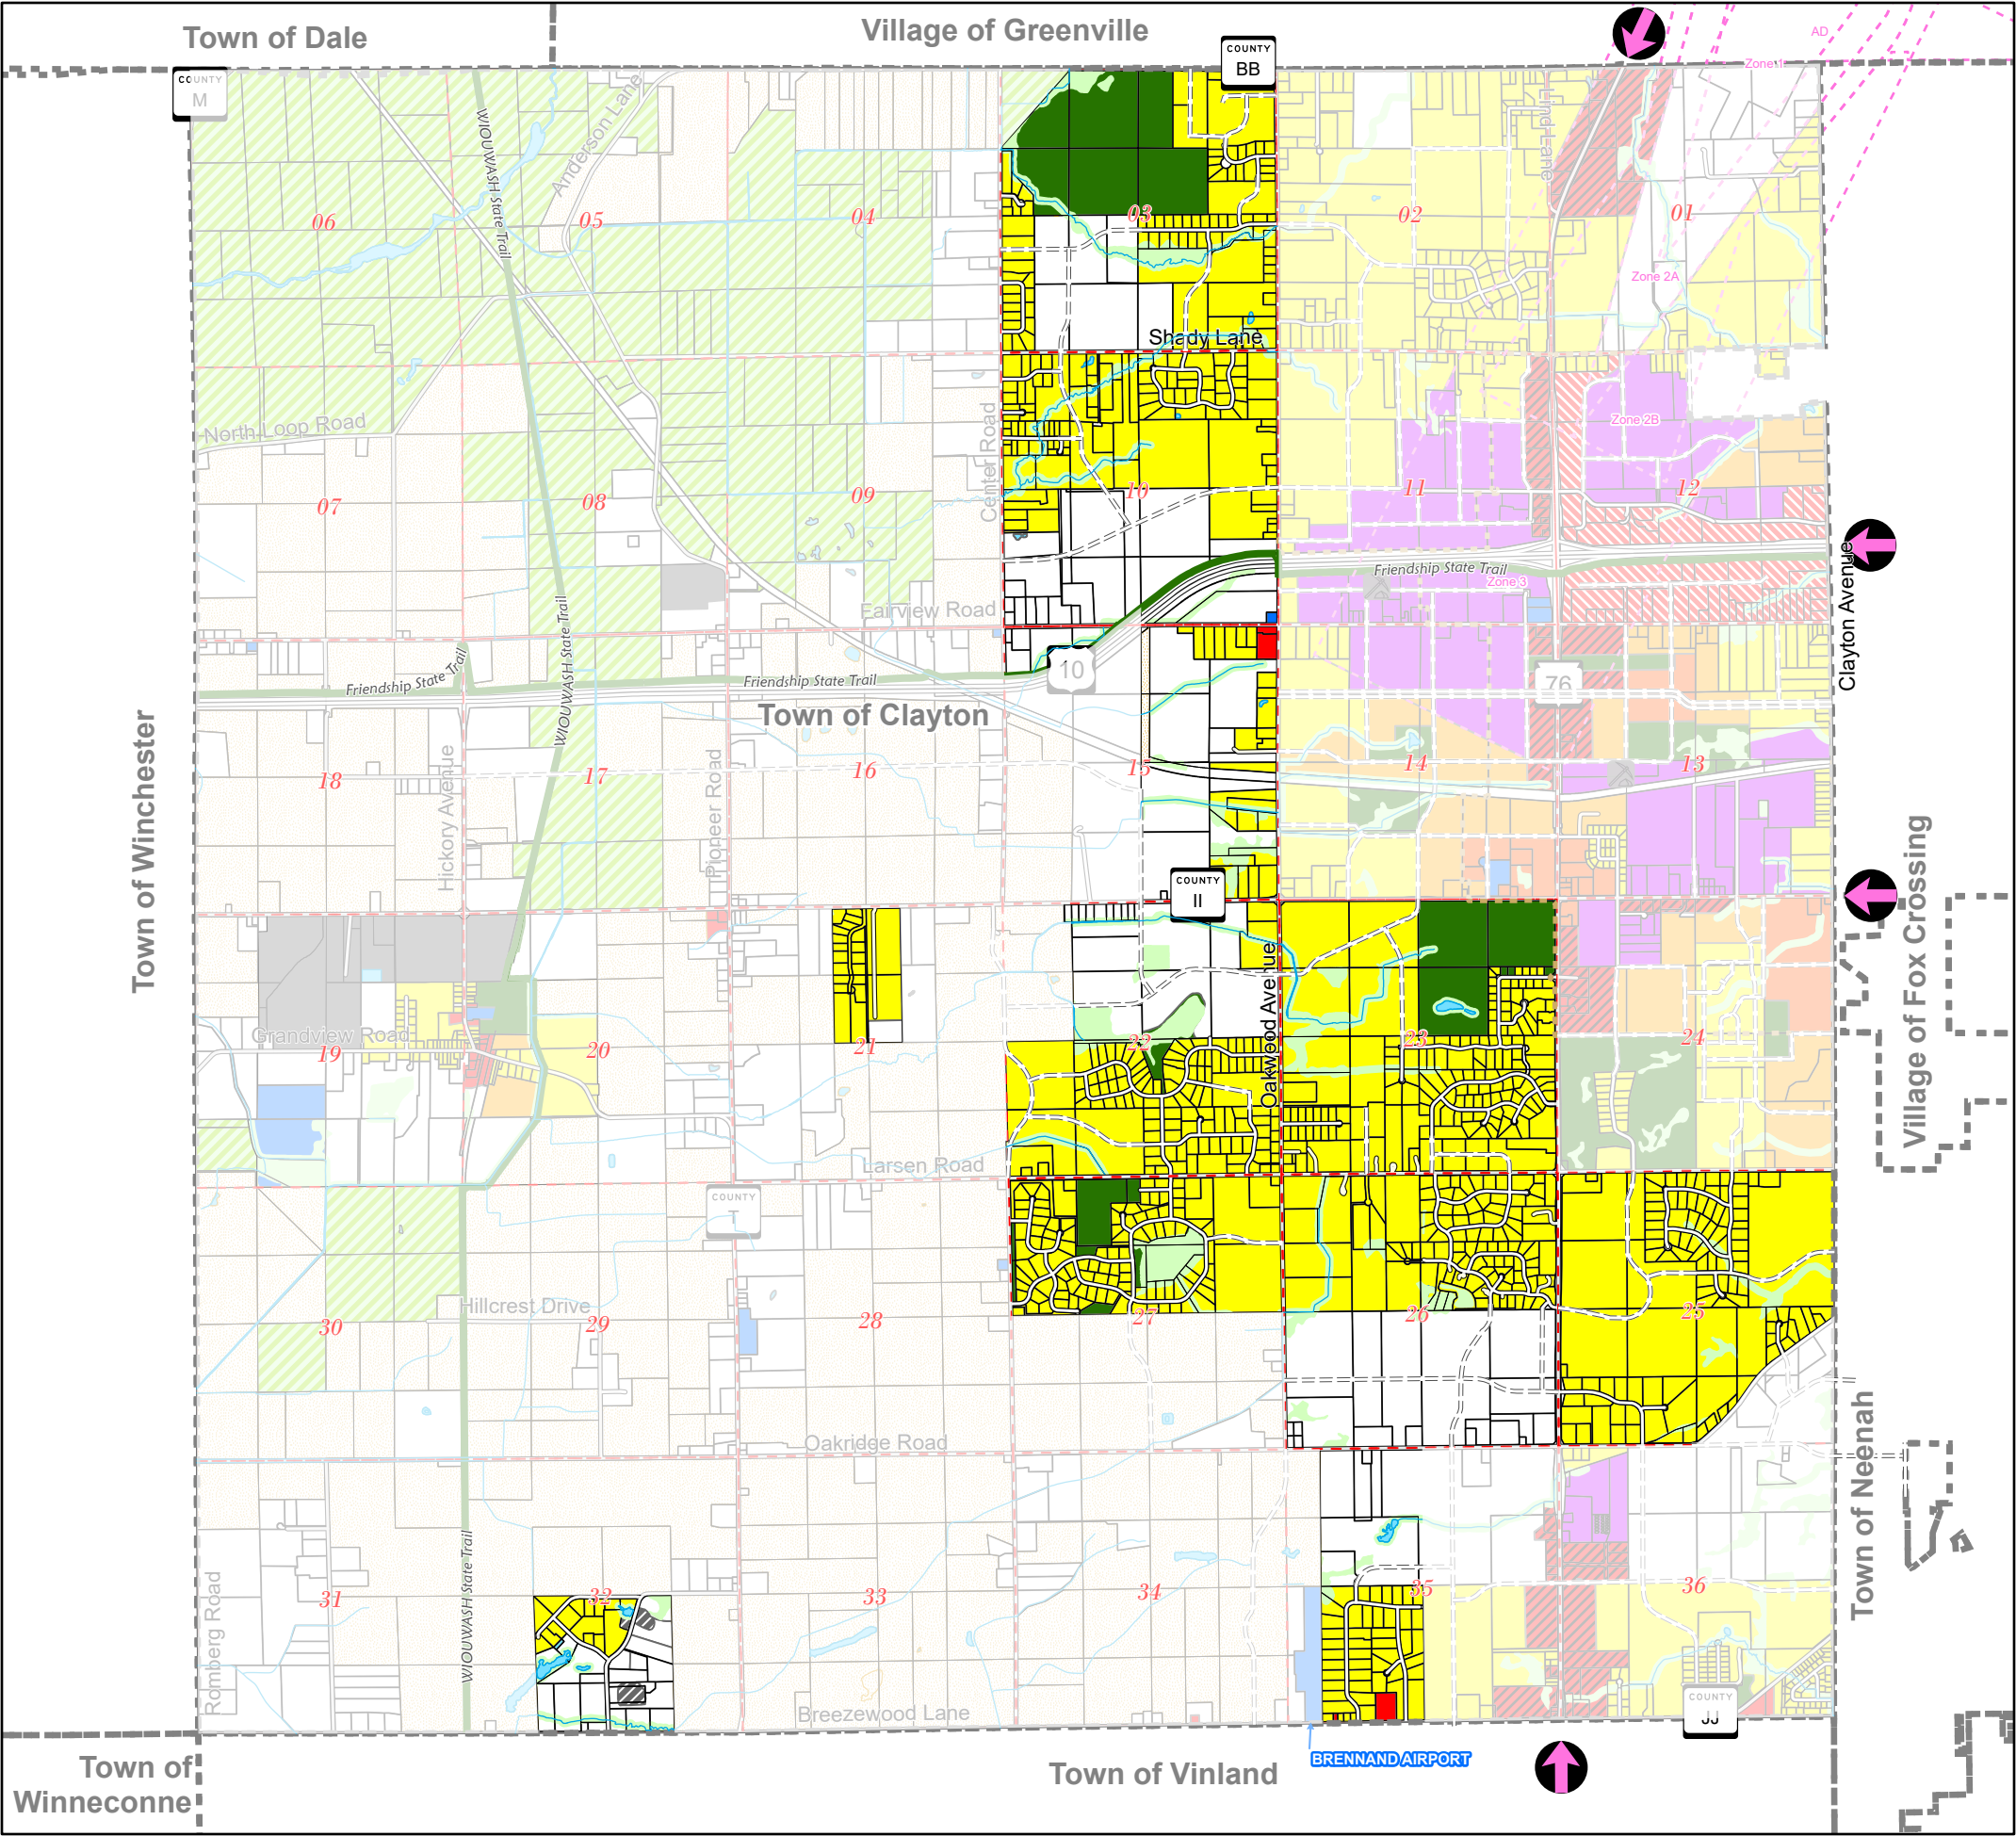 Town of Dale
Village of Greenville
COUNTY
BB
AD
Zone 1
COUNTY
M
WIOUWASH State Trail
Anderson Lane
Lind Lane
06
05
04
03
02
01
Zone 2A
Shady Lane
North Loop Road
Center Road
Zone 2B
07
08
09
10
11
12
Clayton Avenue
Friendship State Trail
Zone 3
WIOUWASH State Trail
Fairview Road
Friendship State Trail
Friendship State Trail
10
76
Town of Clayton
Town of Winchester
Hickory Avenue
Pioneer Road
18
17
16
15
14
13
COUNTY
II
Village of Fox Crossing
Oakwood Avenue
Grandview Road
19
20
21
22
23
24
Larsen Road
COUNTY
T
Hillcrest Drive
30
29
28
27
26
25
Oakridge Road
Town of Neenah
Romberg Road
WIOUWASH State Trail
31
32
33
34
35
36
Breezewood Lane
COUNTY
JJ
BRENNAND AIRPORT
Town of
Winneconne
Town of Vinland